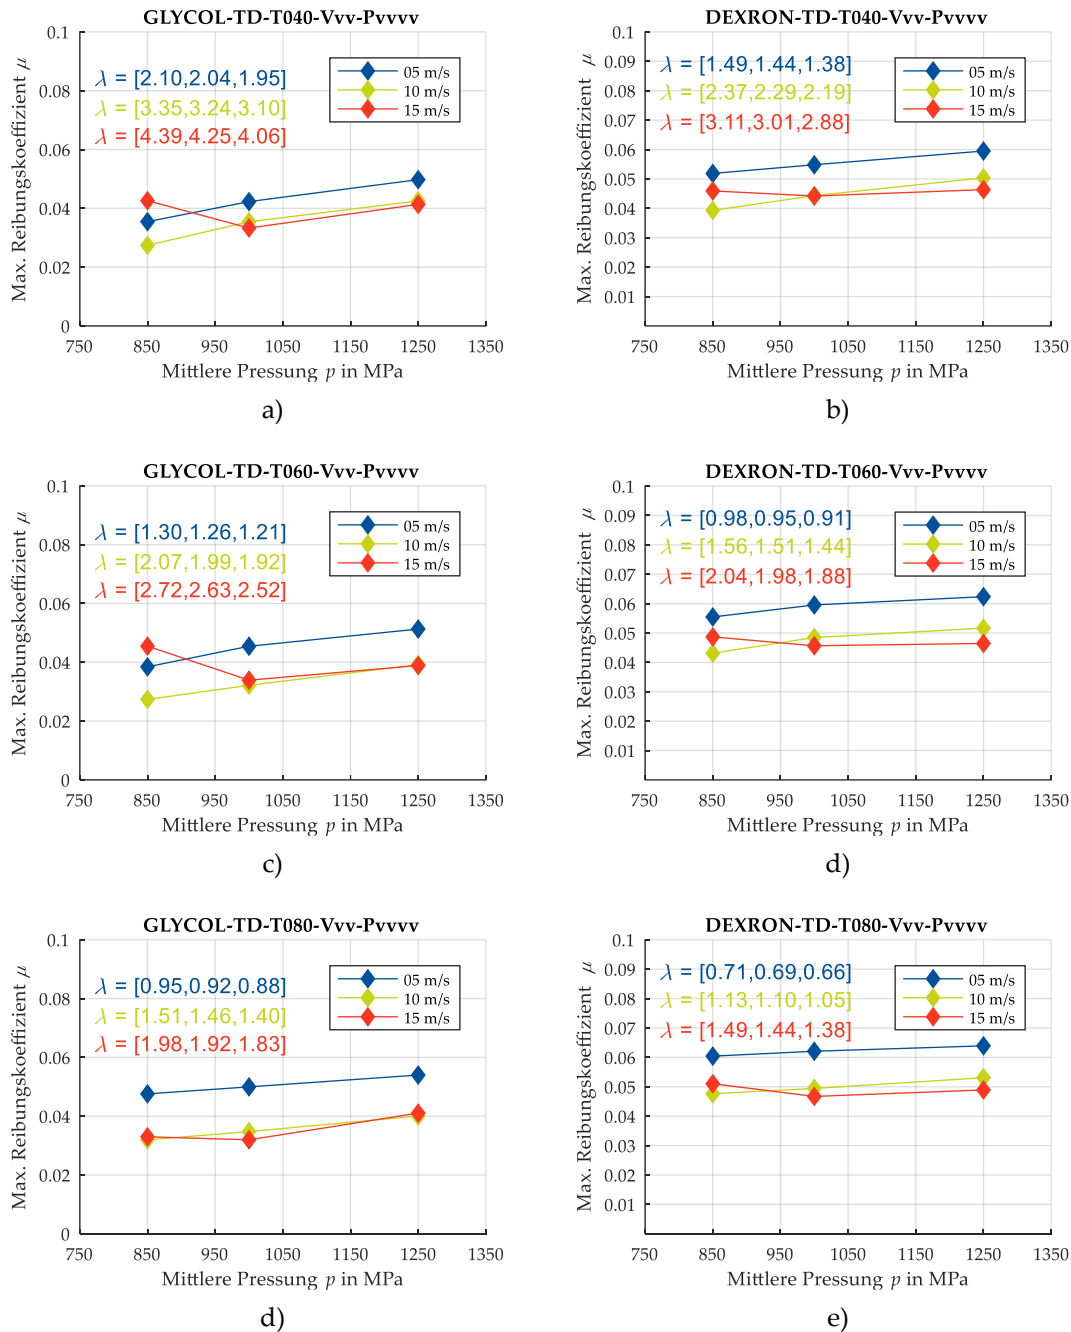 GLYCOL-TD-T040-Vvv-Pvvvv
0.1
0.08
0.06
0.04
0.02
0
Max. Reibungskoeffizient μ
λ = [2.10,2.04,1.95]
λ = [3.35,3.24,3.10]
λ = [4.39,4.25,4.06]
05 m/s
10 m/s
15 m/s
750 850 950 1050 1150 1250 1350
Mittlere Pressung p in MPa
a)
DEXRON-TD-T040-Vvv-Pvvvv
0.1
0.09
0.08
0.07
0.06
0.05
0.04
0.03
0.02
0.01
Max. Reibungskoeffizient μ
λ = [1.49,1.44,1.38]
λ = [2.37,2.29,2.19]
λ = [3.11,3.01,2.88]
05 m/s
10 m/s
15 m/s
750 850 950 1050 1150 1250 1350
Mittlere Pressung p in MPa
b)
GLYCOL-TD-T060-Vvv-Pvvvv
0.1
0.08
0.06
0.04
0.02
0
Max. Reibungskoeffizient μ
λ = [1.30,1.26,1.21]
λ = [2.07,1.99,1.92]
λ = [2.72,2.63,2.52]
05 m/s
10 m/s
15 m/s
750 850 950 1050 1150 1250 1350
Mittlere Pressung p in MPa
c)
DEXRON-TD-T060-Vvv-Pvvvv
0.1
0.09
0.08
0.07
0.06
0.05
0.04
0.03
0.02
0.01
Max. Reibungskoeffizient μ
λ = [0.98,0.95,0.91]
λ = [1.56,1.51,1.44]
λ = [2.04,1.98,1.88]
05 m/s
10 m/s
15 m/s
750 850 950 1050 1150 1250 1350
Mittlere Pressung p in MPa
d)
GLYCOL-TD-T080-Vvv-Pvvvv
0.1
0.08
0.06
0.04
0.02
0
Max. Reibungskoeffizient μ
λ = [0.95,0.92,0.88]
λ = [1.51,1.46,1.40]
λ = [1.98,1.92,1.83]
05 m/s
10 m/s
15 m/s
750 850 950 1050 1150 1250 1350
Mittlere Pressung p in MPa
d)
DEXRON-TD-T080-Vvv-Pvvvv
0.1
0.09
0.08
0.07
0.06
0.05
0.04
0.03
0.02
0.01
Max. Reibungskoeffizient μ
λ = [0.71,0.69,0.66]
λ = [1.13,1.10,1.05]
λ = [1.49,1.44,1.38]
05 m/s
10 m/s
15 m/s
750 850 950 1050 1150 1250 1350
Mittlere Pressung p in MPa
e)